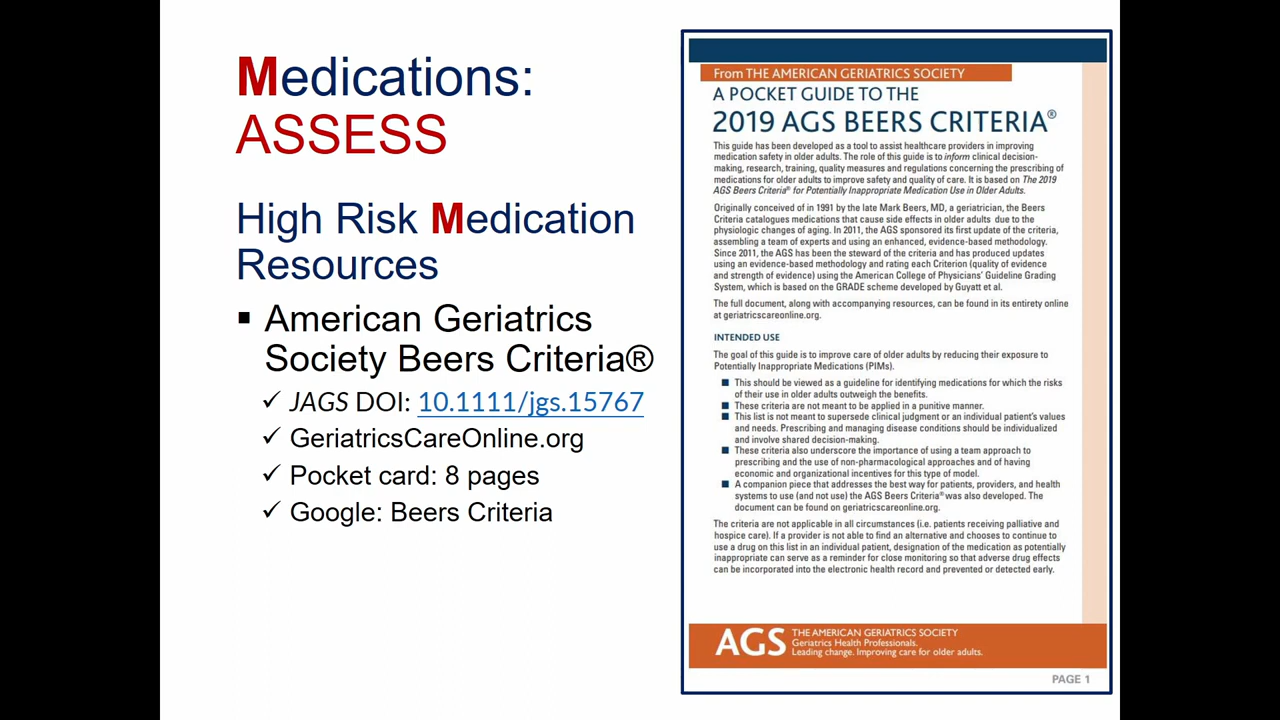 Medications:
ASSESS
High Risk Medication
Resources
▪ American Geriatrics
Society Beers Criteria®
✓ JAGS DOI: 10.1111/jgs.15767
✓ GeriatricsCareOnline.org
✓ Pocket card: 8 pages
✓ Google: Beers Criteria
From THE AMERICAN GERIATRICS SOCIETY
A POCKET GUIDE TO THE
2019 AGS BEERS CRITERIA®
This guide has been developed as a tool to assist healthcare providers in improving
medication safety in older adults. The role of this guide is to inform clinical decision-
making, research, training, quality measures and regulations concerning the prescribing of
medications for older adults to improve safety and quality of care. It is based on The 2019
AGS Beers Criteria® for Potentially Inappropriate Medication Use in Older Adults.
Originally conceived of in 1991 by the late Mark Beers, MD, a geriatrician, the Beers
Criteria catalogues medications that cause side effects in older adults due to the
physiologic changes of aging. In 2011, the AGS sponsored its first update of the criteria,
assembling a team of experts and using an enhanced, evidence-based methodology.
Since 2011, the AGS has been the steward of the criteria and has produced updates
using an evidence-based methodology and rating each Criterion (quality of evidence
and strength of evidence) using the American College of Physicians' Guideline Grading
System, which is based on the GRADE scheme developed by Guyatt et al.
The full document, along with accompanying resources, can be found in its entirety online
at geriatricscareonline.org.
INTENDED USE
The goal of this guide is to improve care of older adults by reducing their exposure to
Potentially Inappropriate Medications (PIMs).
■ This should be viewed as a guideline for identifying medications for which the risks
of their use in older adults outweigh the benefits.
■ These criteria are not meant to be applied in a punitive manner.
■ This list is not meant to supersede clinical judgment or an individual patient's values
and needs. Prescribing and managing disease conditions should be individualized
and involve shared decision-making.
■ These criteria also underscore the importance of using a team approach to
prescribing and the use of non-pharmacological approaches and of having
economic and organizational incentives for this type of model.
■ A companion piece that addresses the best way for patients, providers, and health
systems to use (and not use) the AGS Beers Criteria® was also developed. The
document can be found on geriatricscareonline.org.
The criteria are not applicable in all circumstances (i.e. patients receiving palliative and
hospice care). If a provider is not able to find an alternative and chooses to continue to
use a drug on this list in an individual patient, designation of the medication as potentially
inappropriate can serve as a reminder for close monitoring so that adverse drug effects
can be incorporated into the electronic health record and prevented or detected early.
AGS THE AMERICAN GERIATRICS SOCIETY
Geriatrics Health Professionals.
Leading change. Improving care for older adults.
PAGE 1